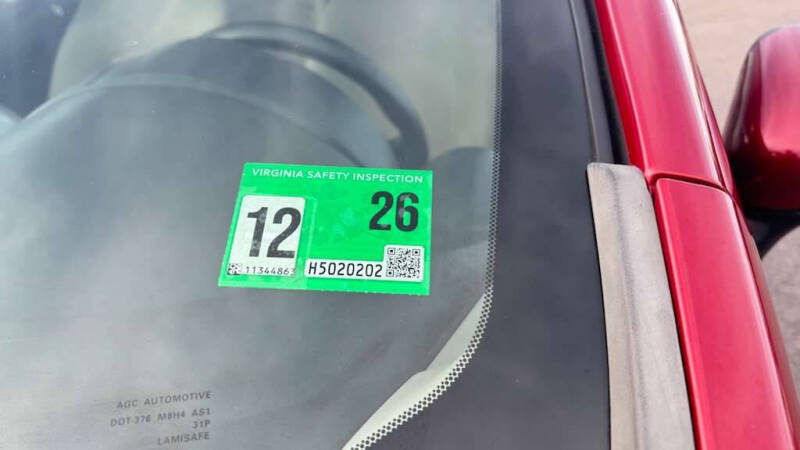 VIRGINIA SAFETY INSPECTION
12
26
11344863
H5020202
AGC AUTOMOTIVE
DOT-376 M8H4 AS1
31P
LAMISAFE